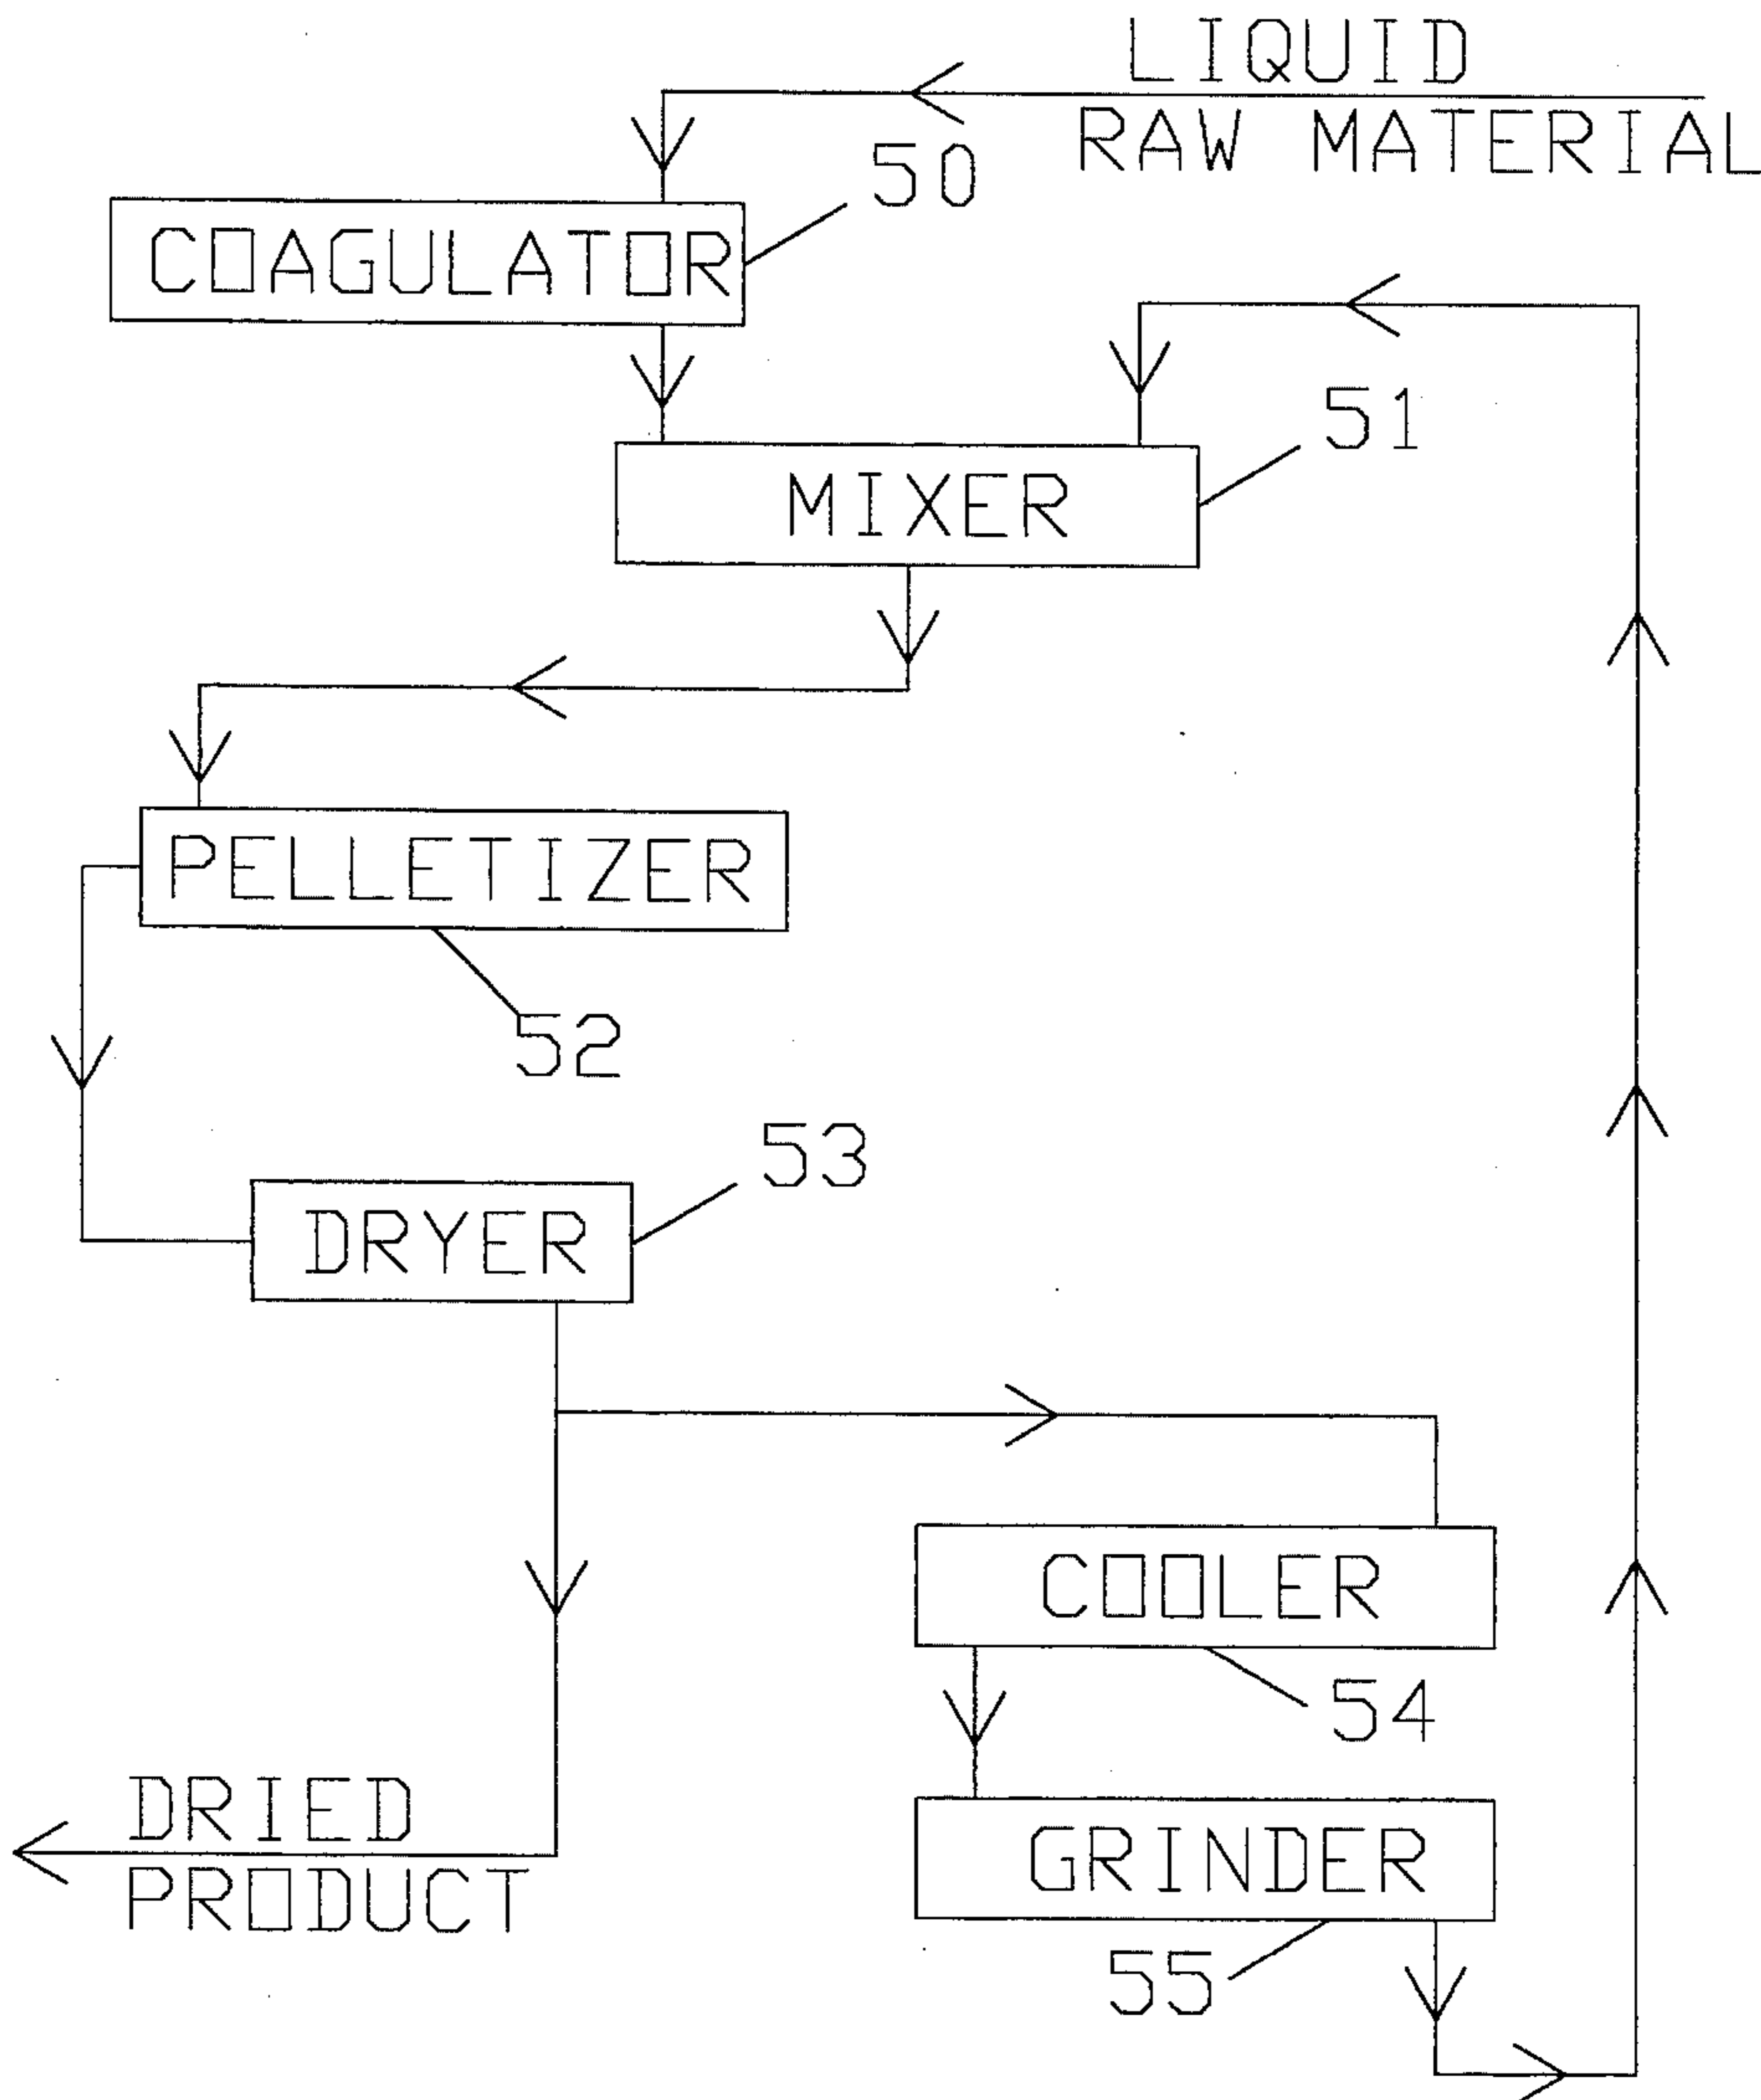 LIQUID
RAW MATERIAL
50
COAGULATOR
51
MIXER
PELLETIZER
52
53
DRYER
COOLER
54
DRIED
PRODUCT
GRINDER
55